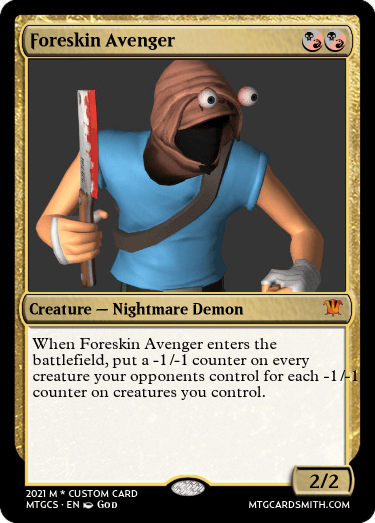 Foreskin Avenger
Creature — Nightmare Demon
When Foreskin Avenger enters the
battlefield, put a -1/-1 counter on every
creature your opponents control for each -1/-1
counter on creatures you control.
2/2
2021 M * CUSTOM CARD
MTGCS · EN GOD
MTGCARDSMITH.COM